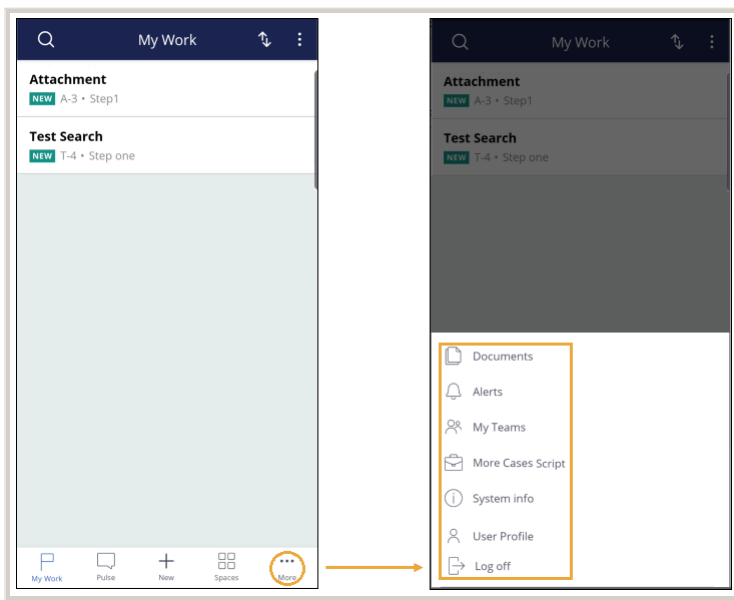 My Work
Attachment
NEW A-3 • Step1
Test Search
NEW T-4 • Step one
My Work Pulse New Spaces More
My Work
Attachment
NEW A-3 • Step1
Test Search
NEW T-4 • Step one
Documents
Alerts
My Teams
More Cases Script
System info
User Profile
Log off